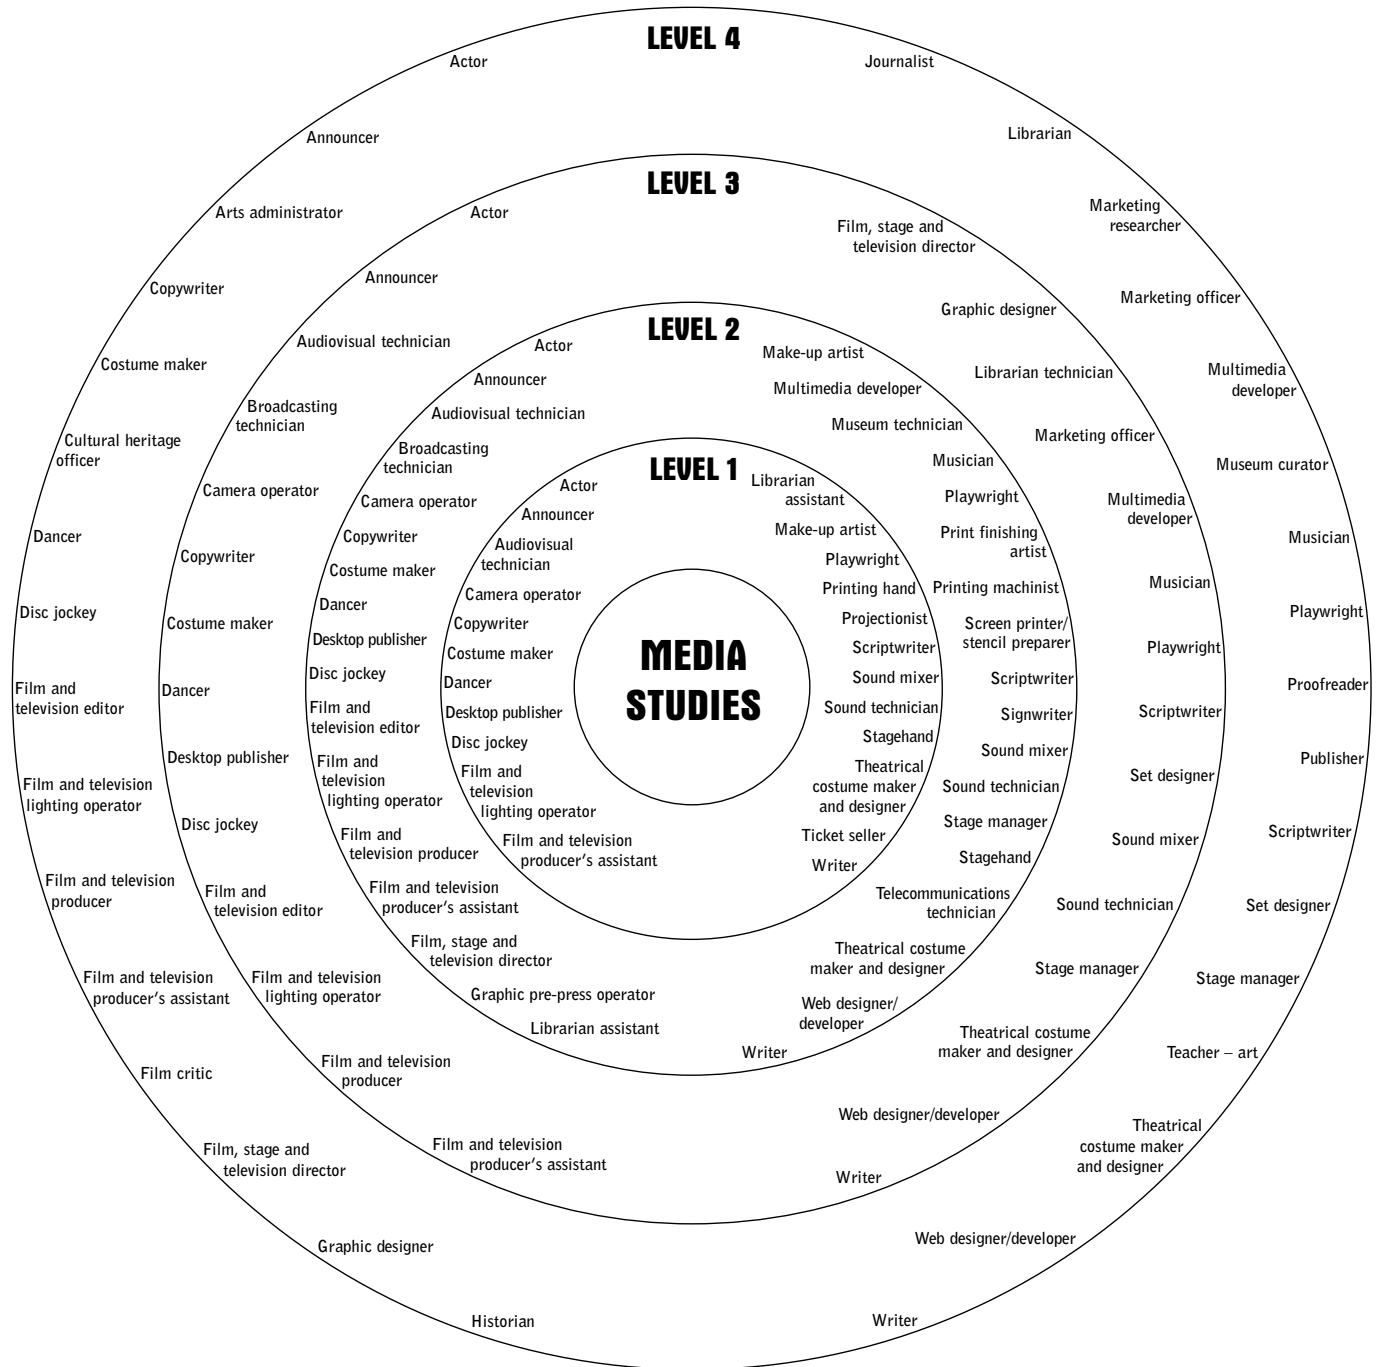 LEVEL 4
Actor
Announcer
Arts administrator
Copywriter
Costume maker
Cultural heritage
officer
Dancer
Disc jockey
Film and
television editor
Film and television
lighting operator
Film and television
producer
Film and television
producer's assistant
Film critic
Film, stage and
television director
Graphic designer
Historian
Journalist
Librarian
Marketing
researcher
Marketing officer
Multimedia
developer
Museum curator
Musician
Playwright
Proofreader
Publisher
Scriptwriter
Set designer
Stage manager
Teacher – art
Theatrical
costume maker
and designer
Web designer/developer
Writer
LEVEL 3
Actor
Announcer
Audiovisual technician
Broadcasting
technician
Camera operator
Copywriter
Costume maker
Dancer
Desktop publisher
Disc jockey
Film and
television editor
Film and television
lighting operator
Film and television
producer
Film and television
producer's assistant
Film, stage and
television director
Graphic designer
Librarian technician
Marketing officer
Multimedia
developer
Musician
Playwright
Scriptwriter
Set designer
Sound mixer
Sound technician
Stage manager
Theatrical costume
maker and designer
Web designer/developer
Writer
LEVEL 2
Actor
Announcer
Audiovisual technician
Broadcasting
technician
Camera operator
Copywriter
Costume maker
Dancer
Desktop publisher
Disc jockey
Film and
television editor
Film and
television
lighting operator
Film and
television producer
Film and television
producer's assistant
Film, stage and
television director
Graphic pre-press operator
Librarian assistant
Make-up artist
Multimedia developer
Museum technician
Musician
Playwright
Print finishing
artist
Printing machinist
Screen printer/
stencil preparer
Scriptwriter
Signwriter
Sound mixer
Sound technician
Stage manager
Stagehand
Telecommunications
technician
Theatrical costume
maker and designer
Web designer/
developer
Writer
LEVEL 1
Actor
Announcer
Audiovisual
technician
Camera operator
Copywriter
Costume maker
Dancer
Desktop publisher
Disc jockey
Film and
television
lighting operator
Film and television
producer's assistant
Librarian
assistant
Make-up artist
Playwright
Printing hand
Projectionist
Scriptwriter
Sound mixer
Sound technician
Stagehand
Theatrical
costume maker
and designer
Ticket seller
Writer
MEDIA
STUDIES